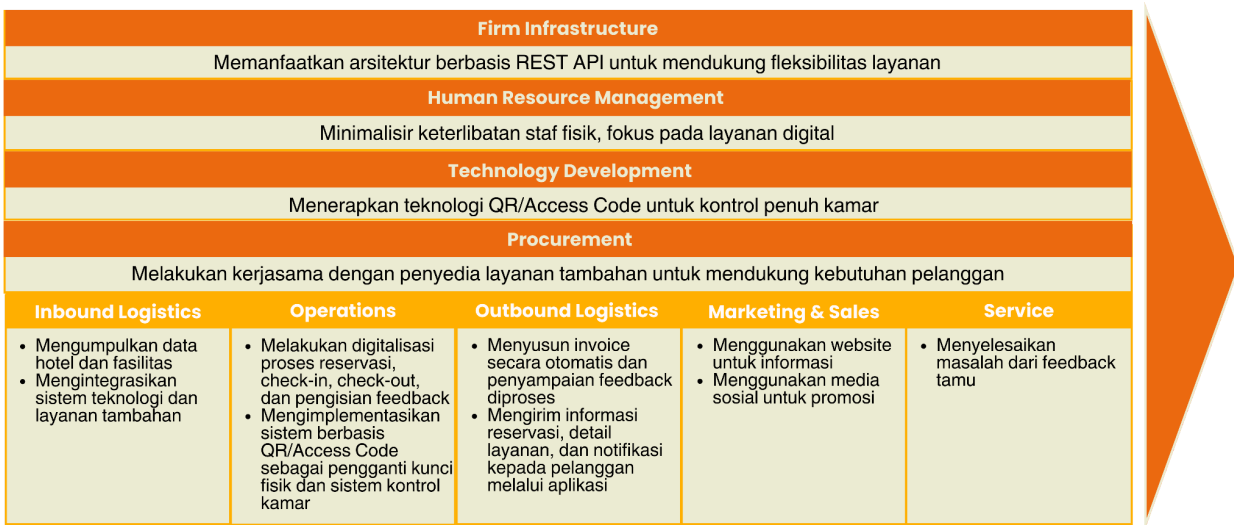 Firm Infrastructure
Memanfaatkan arsitektur berbasis REST API untuk mendukung fleksibilitas layanan
Human Resource Management
Minimalisir keterlibatan staf fisik, fokus pada layanan digital
Technology Development
Menerapkan teknologi QR/Access Code untuk kontrol penuh kamar
Procurement
Melakukan kerjasama dengan penyedia layanan tambahan untuk mendukung kebutuhan pelanggan
Inbound Logistics
• Mengumpulkan data
hotel dan fasilitas
• Mengintegrasikan
sistem teknologi dan
layanan tambahan
Operations
• Melakukan digitalisasi
proses reservasi,
check-in, check-out,
dan pengisian feedback
• Mengimplementasikan
sistem berbasis
QR/Access Code
sebagai pengganti kunci
fisik dan sistem kontrol
kamar
Outbound Logistics
• Menyusun invoice
secara otomatis dan
penyampaian feedback
diproses
• Mengirim informasi
reservasi, detail
layanan, dan notifikasi
kepada pelanggan
melalui aplikasi
Marketing & Sales
• Menggunakan website
untuk informasi
• Menggunakan media
sosial untuk promosi
Service
• Menyelesaikan
masalah dari feedback
tamu